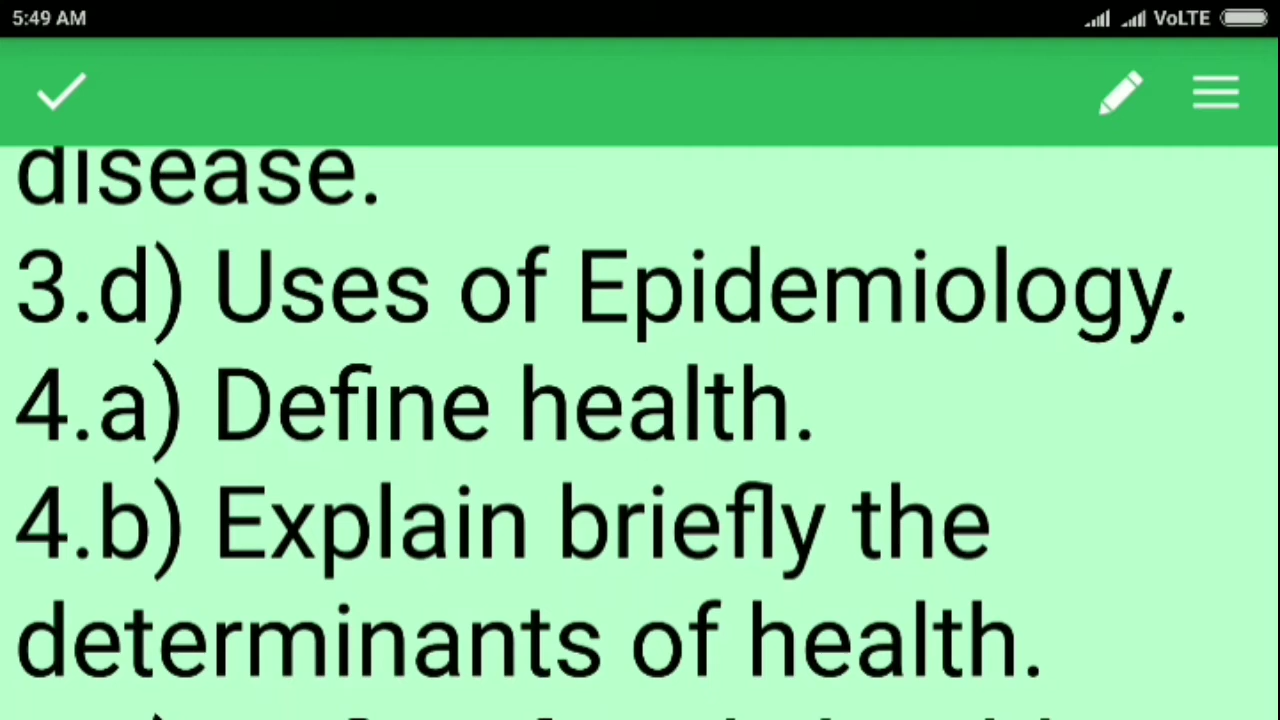 5:49 AM VoLTE
disease.
3.d) Uses of Epidemiology.
4.a) Define health.
4.b) Explain briefly the
determinants of health.